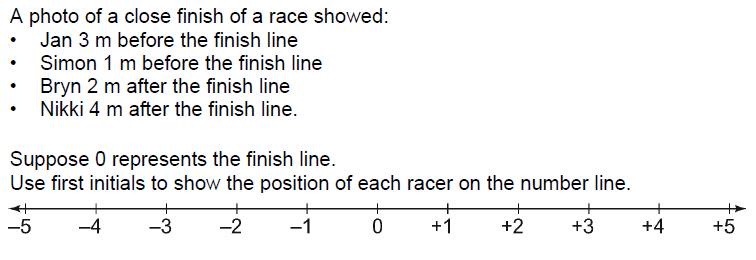 A photo of a close finish of a race showed:
• Jan 3 m before the finish line
• Simon 1 m before the finish line
• Bryn 2 m after the finish line
• Nikki 4 m after the finish line.
Suppose 0 represents the finish line.
Use first initials to show the position of each racer on the number line.
–5 –4 –3 –2 –1 0 +1 +2 +3 +4 +5